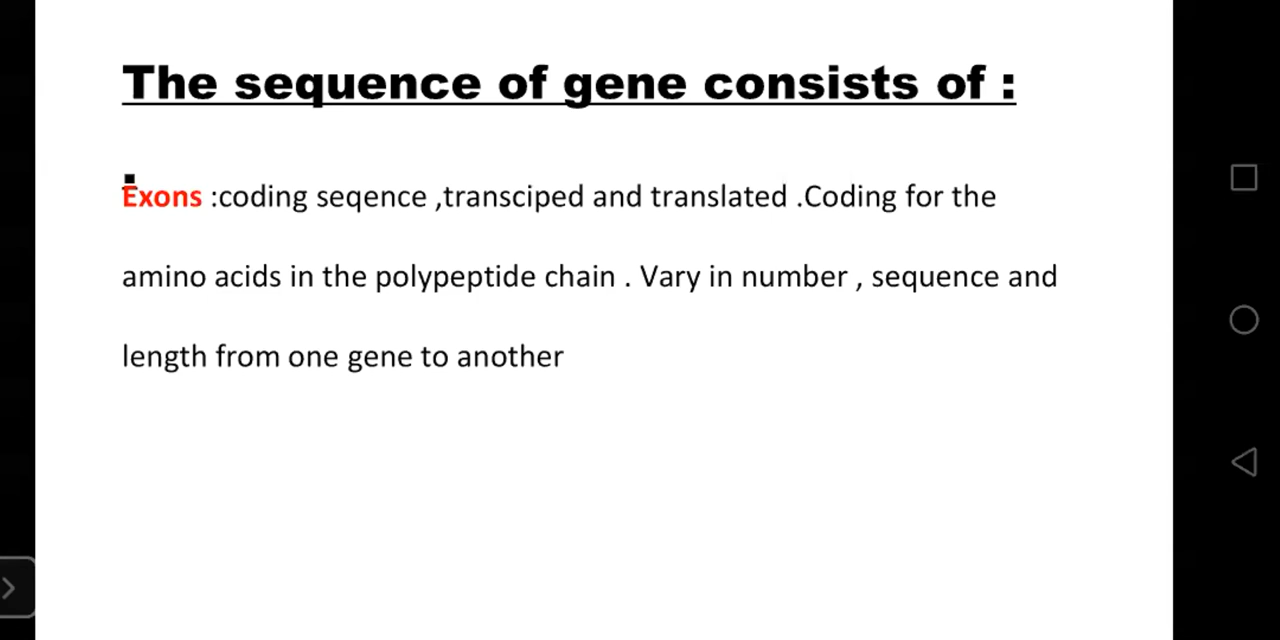 The sequence of gene consists of :
Exons :coding seqence ,transciped and translated .Coding for the
amino acids in the polypeptide chain . Vary in number , sequence and
length from one gene to another